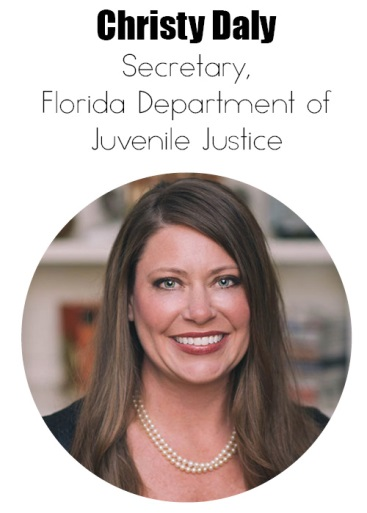 Christy Daly
Secretary,
Florida Department of
Juvenile Justice